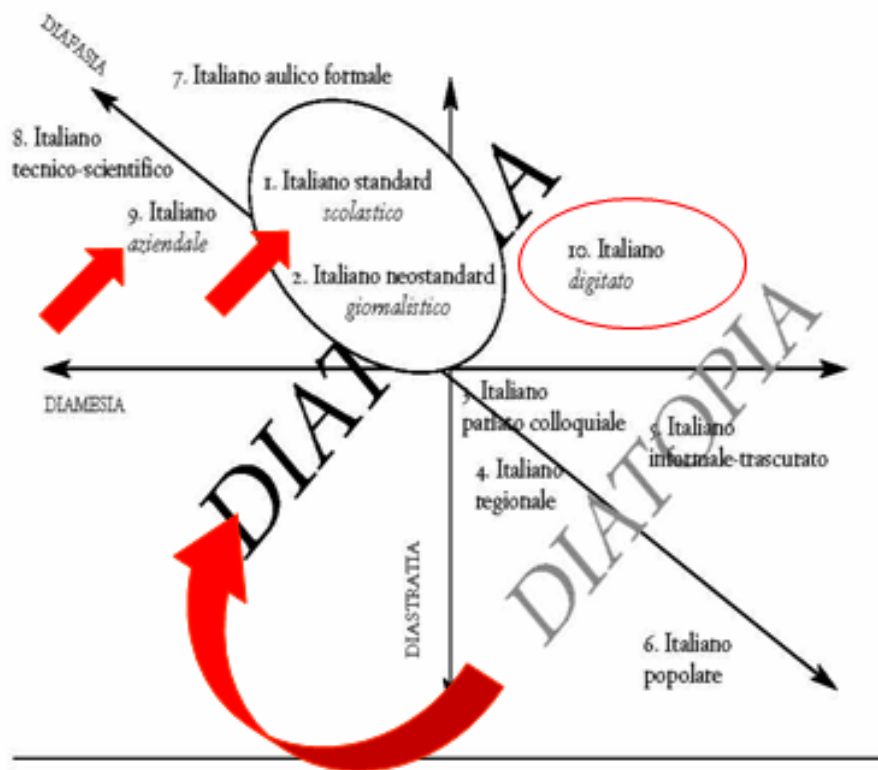 DIAFASIA
7. Italiano aulico formale
8. Italiano
tecnico-scientifico
1. Italiano standard
scolastico
9. Italiano
aziendale
10. Italiano
digitato
2. Italiano neostandard
giornalistico
DIAMESIA
3. Italiano
parlato colloquiale
5. Italiano
informale-trascurato
4. Italiano
regionale
DIATOPIA
DIASTRATIA
6. Italiano
popolare